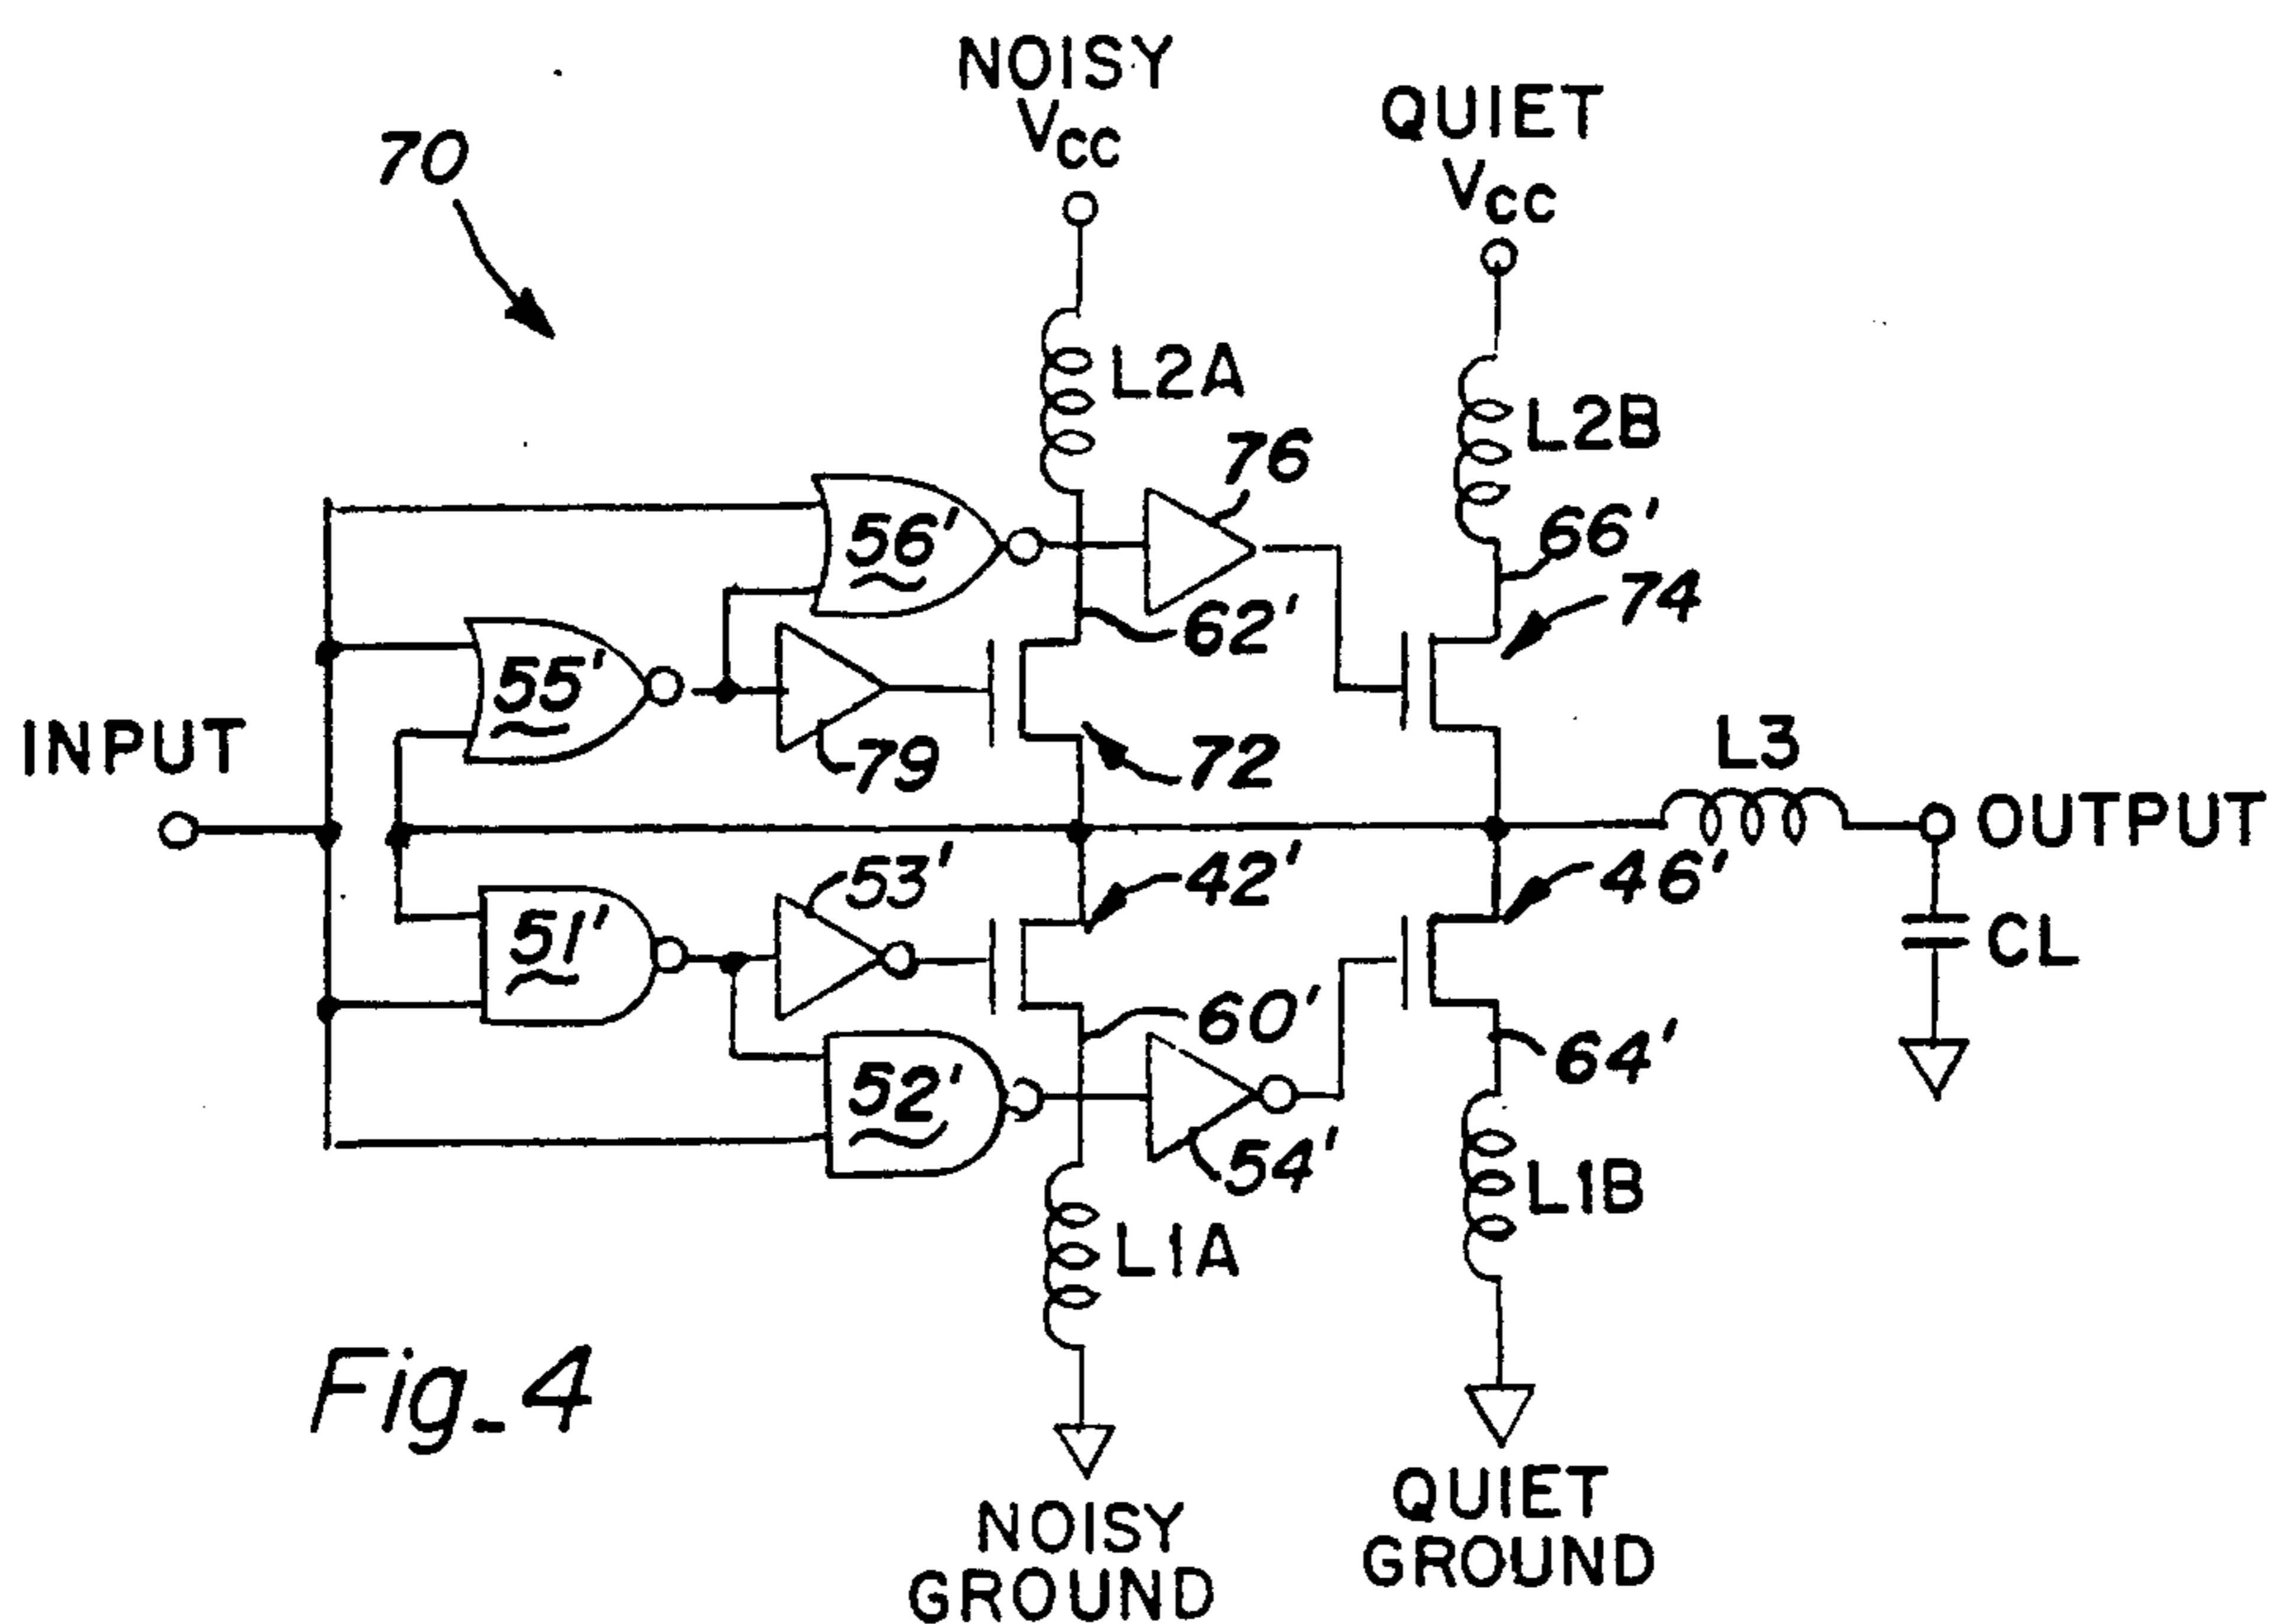 NOISY
VCC
QUIET
VCC
70
L2A
L2B
76
66'
74
56'
62'
55'
79
72
INPUT
L3
OUTPUT
53'
42'
46'
CL
51'
60'
64'
52'
54'
L1B
L1A
Fig_4
NOISY
GROUND
QUIET
GROUND